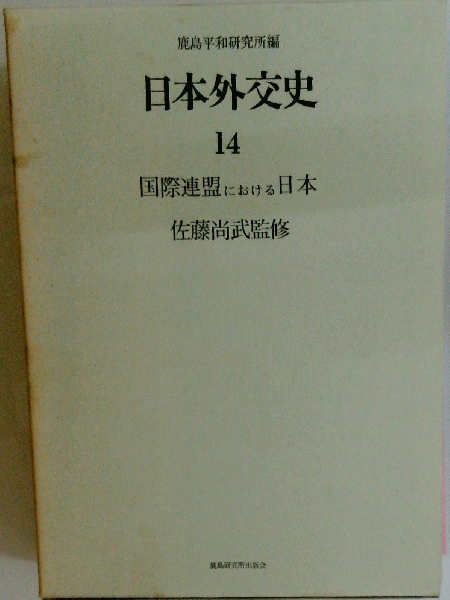 鹿島平和研究所編
日本外交史
14
国際連盟における日本
佐藤尚武監修
鹿島研究所出版会